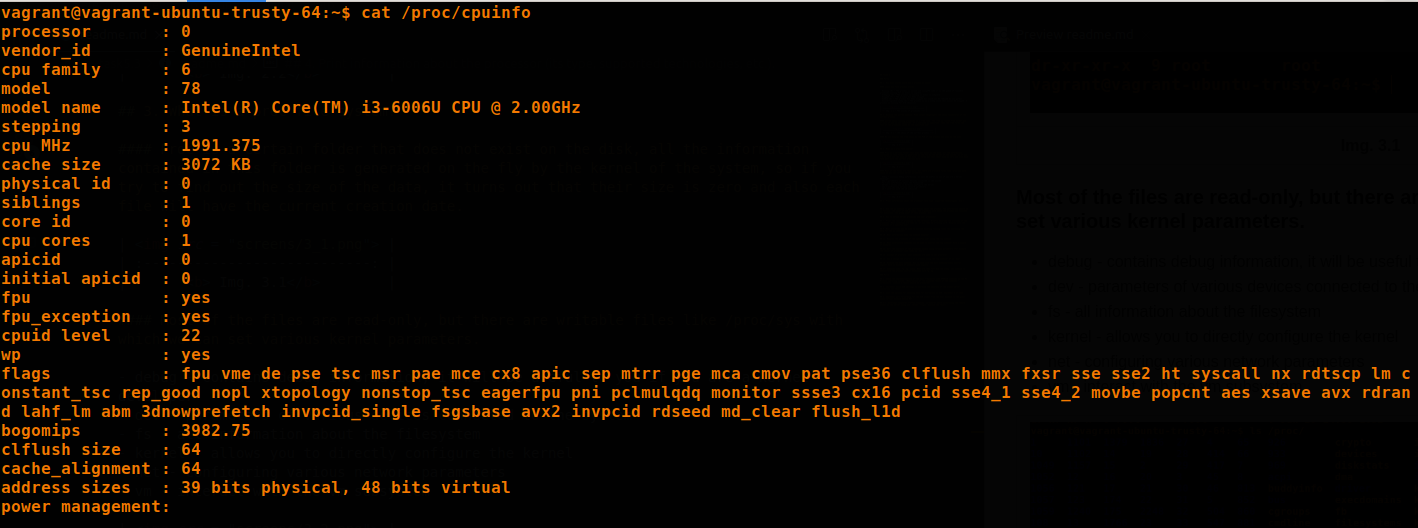 vagrant@vagrant-ubuntu-trusty-64:~$ cat /proc/cpuinfo
processor       : 0
vendor_id       : GenuineIntel
cpu family      : 6
model           : 78
model name      : Intel(R) Core(TM) i3-6006U CPU @ 2.00GHz
stepping        : 3
cpu MHz         : 1991.375
cache size      : 3072 KB
physical id     : 0
siblings        : 1
core id         : 0
cpu cores       : 1
apicid          : 0
initial apicid  : 0
fpu             : yes
fpu_exception   : yes
cpuid level     : 22
wp              : yes
flags           : fpu vme de pse tsc msr pae mce cx8 apic sep mtrr pge mca cmov pat pse36 clflush mmx fxsr sse sse2 ht syscall nx rdtscp lm c
onstant_tsc rep_good nopl xtopology nonstop_tsc eagerfpu pni pclmulqdq monitor ssse3 cx16 pcid sse4_1 sse4_2 movbe popcnt aes xsave avx rdran
d lahf_lm abm 3dnowprefetch invpcid_single fsgsbase avx2 invpcid rdseed md_clear flush_l1d
bogomips        : 3982.75
clflush size    : 64
cache_alignment : 64
address sizes   : 39 bits physical, 48 bits virtual
power management:
Most of the files are read-only, but there
set various kernel parameters.